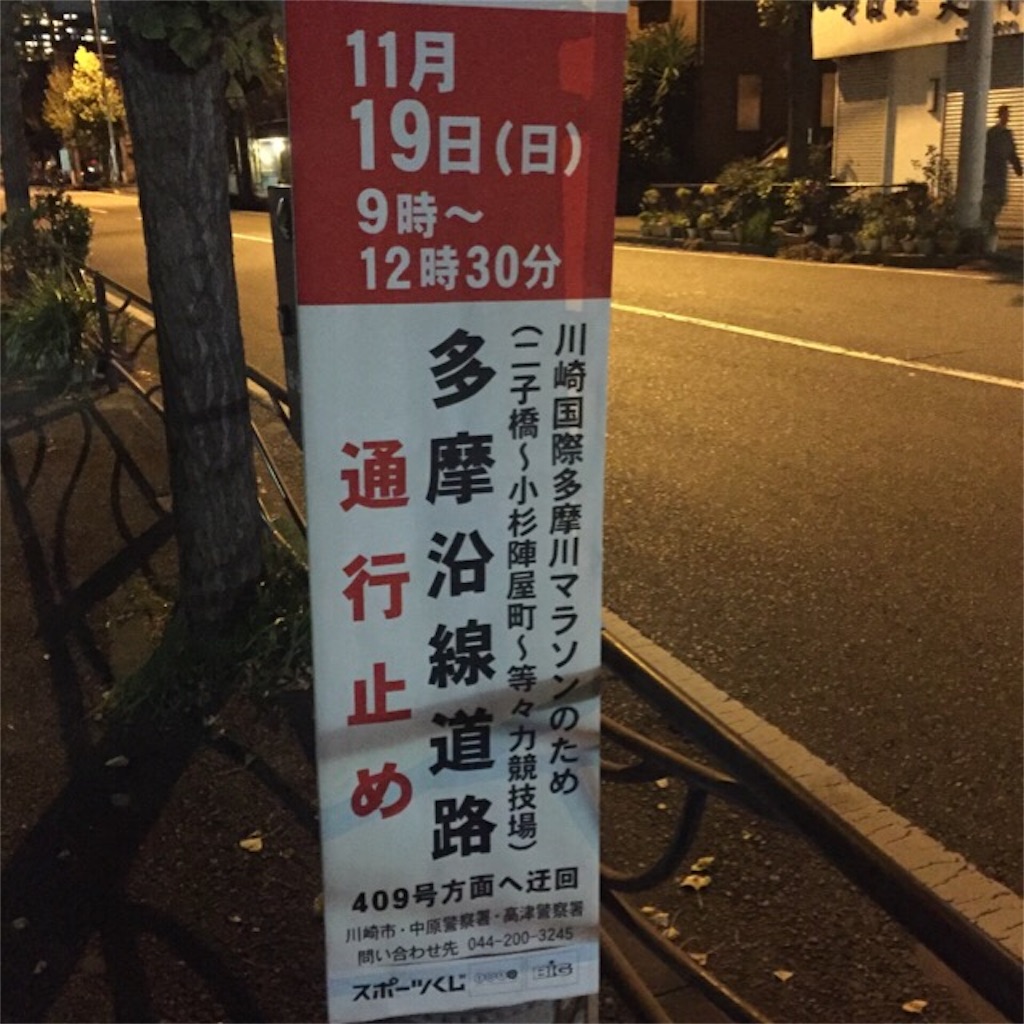 11月
19日(日)
9時～
12時30分
川崎国際多摩川マラソンのため
(二子橋～小杉陣屋町～等々力競技場)
多摩沿線道路
通行止め
409号方面へ迂回
川崎市・中原警察署・高津警察署
問い合わせ先 044-200-3245
スポーツくじ BIG